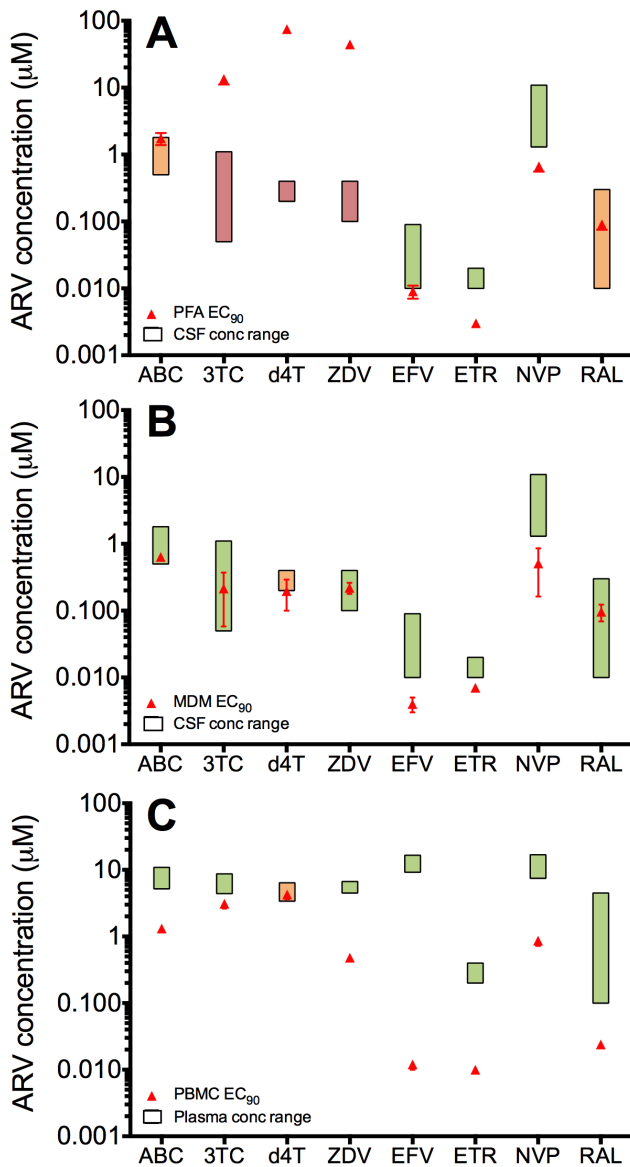 A
ARV concentration (μM)
100
10
1
0.100
0.010
0.001
PFA EC90
CSF conc range
ABC 3TC d4T ZDV EFV ETR NVP RAL
B
ARV concentration (μM)
100
10
1
0.100
0.010
0.001
MDM EC90
CSF conc range
ABC 3TC d4T ZDV EFV ETR NVP RAL
C
ARV concentration (μM)
100
10
1
0.100
0.010
0.001
PBMC EC90
Plasma conc range
ABC 3TC d4T ZDV EFV ETR NVP RAL